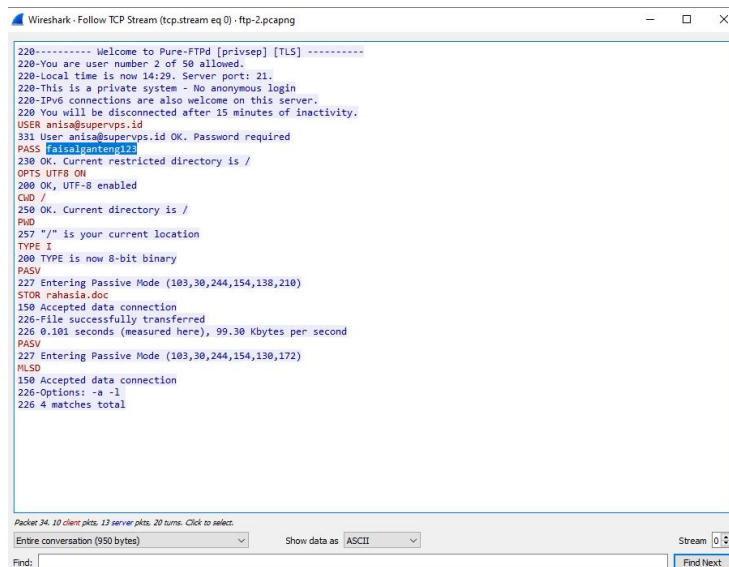 Wireshark · Follow TCP Stream (tcp.stream eq 0) · ftp-2.pcapng
220---------- Welcome to Pure-FTPd [privsep] [TLS] ----------
220-You are user number 2 of 50 allowed.
220-Local time is now 14:29. Server port: 21.
220-This is a private system - No anonymous login
220-IPv6 connections are also welcome on this server.
220 You will be disconnected after 15 minutes of inactivity.
USER anisa@supervps.id
331 User anisa@supervps.id OK. Password required
PASS faisalganteng123
230 OK. Current restricted directory is /
OPTS UTF8 ON
200 OK, UTF-8 enabled
CWD /
250 OK. Current directory is /
PWD
257 "/" is your current location
TYPE I
200 TYPE is now 8-bit binary
PASV
227 Entering Passive Mode (103,30,244,154,138,210)
STOR rahasia.doc
150 Accepted data connection
226-File successfully transferred
226 0.101 seconds (measured here), 99.30 Kbytes per second
PASV
227 Entering Passive Mode (103,30,244,154,130,172)
MLSD
150 Accepted data connection
226-Options: -a -l
226 4 matches total
Packet 34. 10 client pkts, 13 server pkts, 20 turns. Click to select.
Entire conversation (950 bytes) Show data as ASCII Stream 0
Find: Find Next